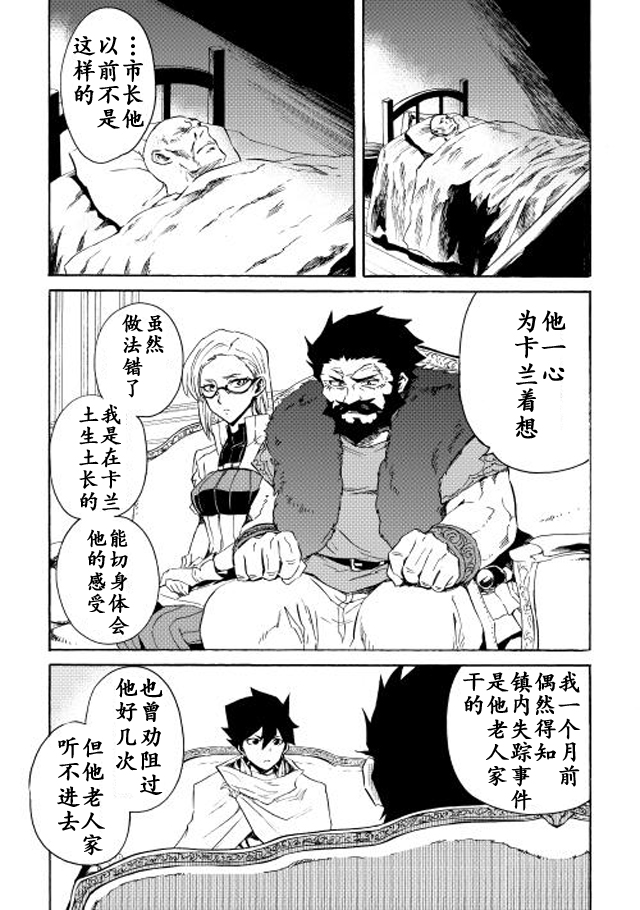 …市长他
以前不是
这样的
他一心
为卡兰着想
虽然
做法错了
我是在卡兰
土生土长的
能切身体会
他的感受
我一个月前
偶然得知
镇内失踪事件
是他老人家
干的
也曾劝阻过
他好几次
但他老人家
听不进去